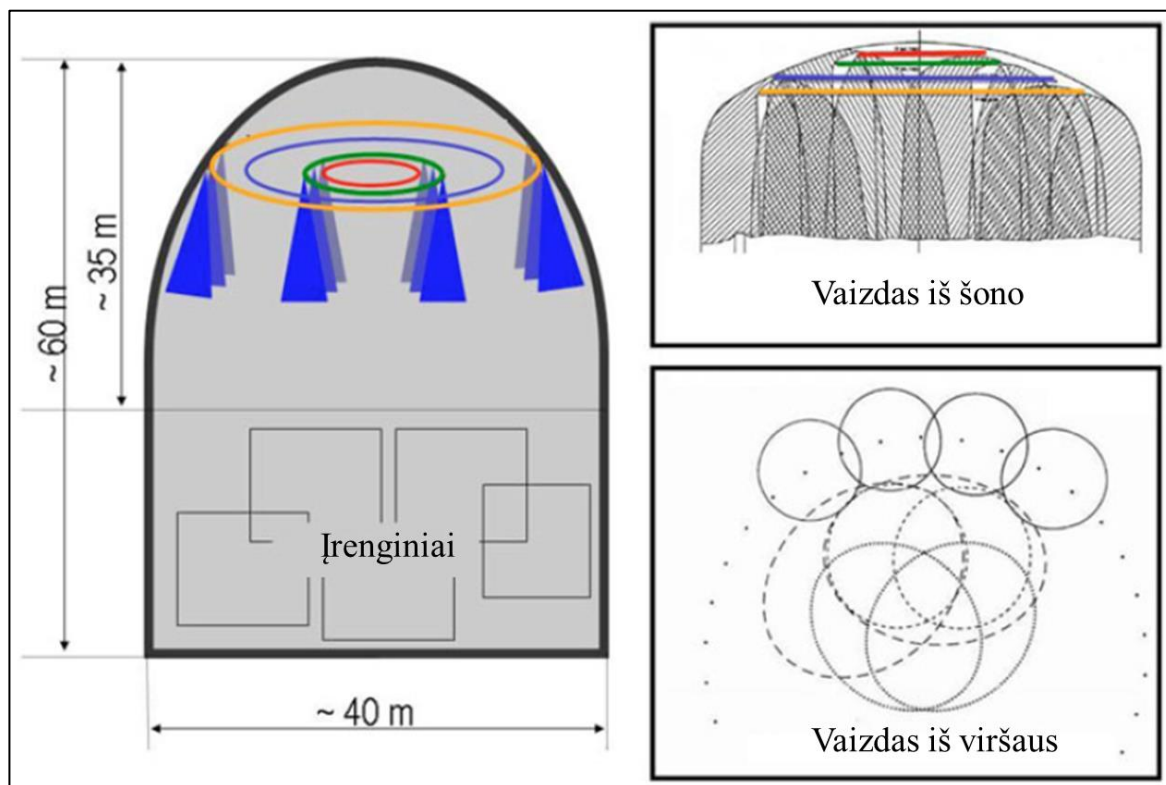 ~ 60 m
~ 35 m
Įrenginiai
~ 40 m
Vaizdas iš šono
Vaizdas iš viršaus